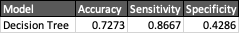 Model Accuracy Sensitivity Specificity
Decision Tree 0.7273 0.8667 0.4286